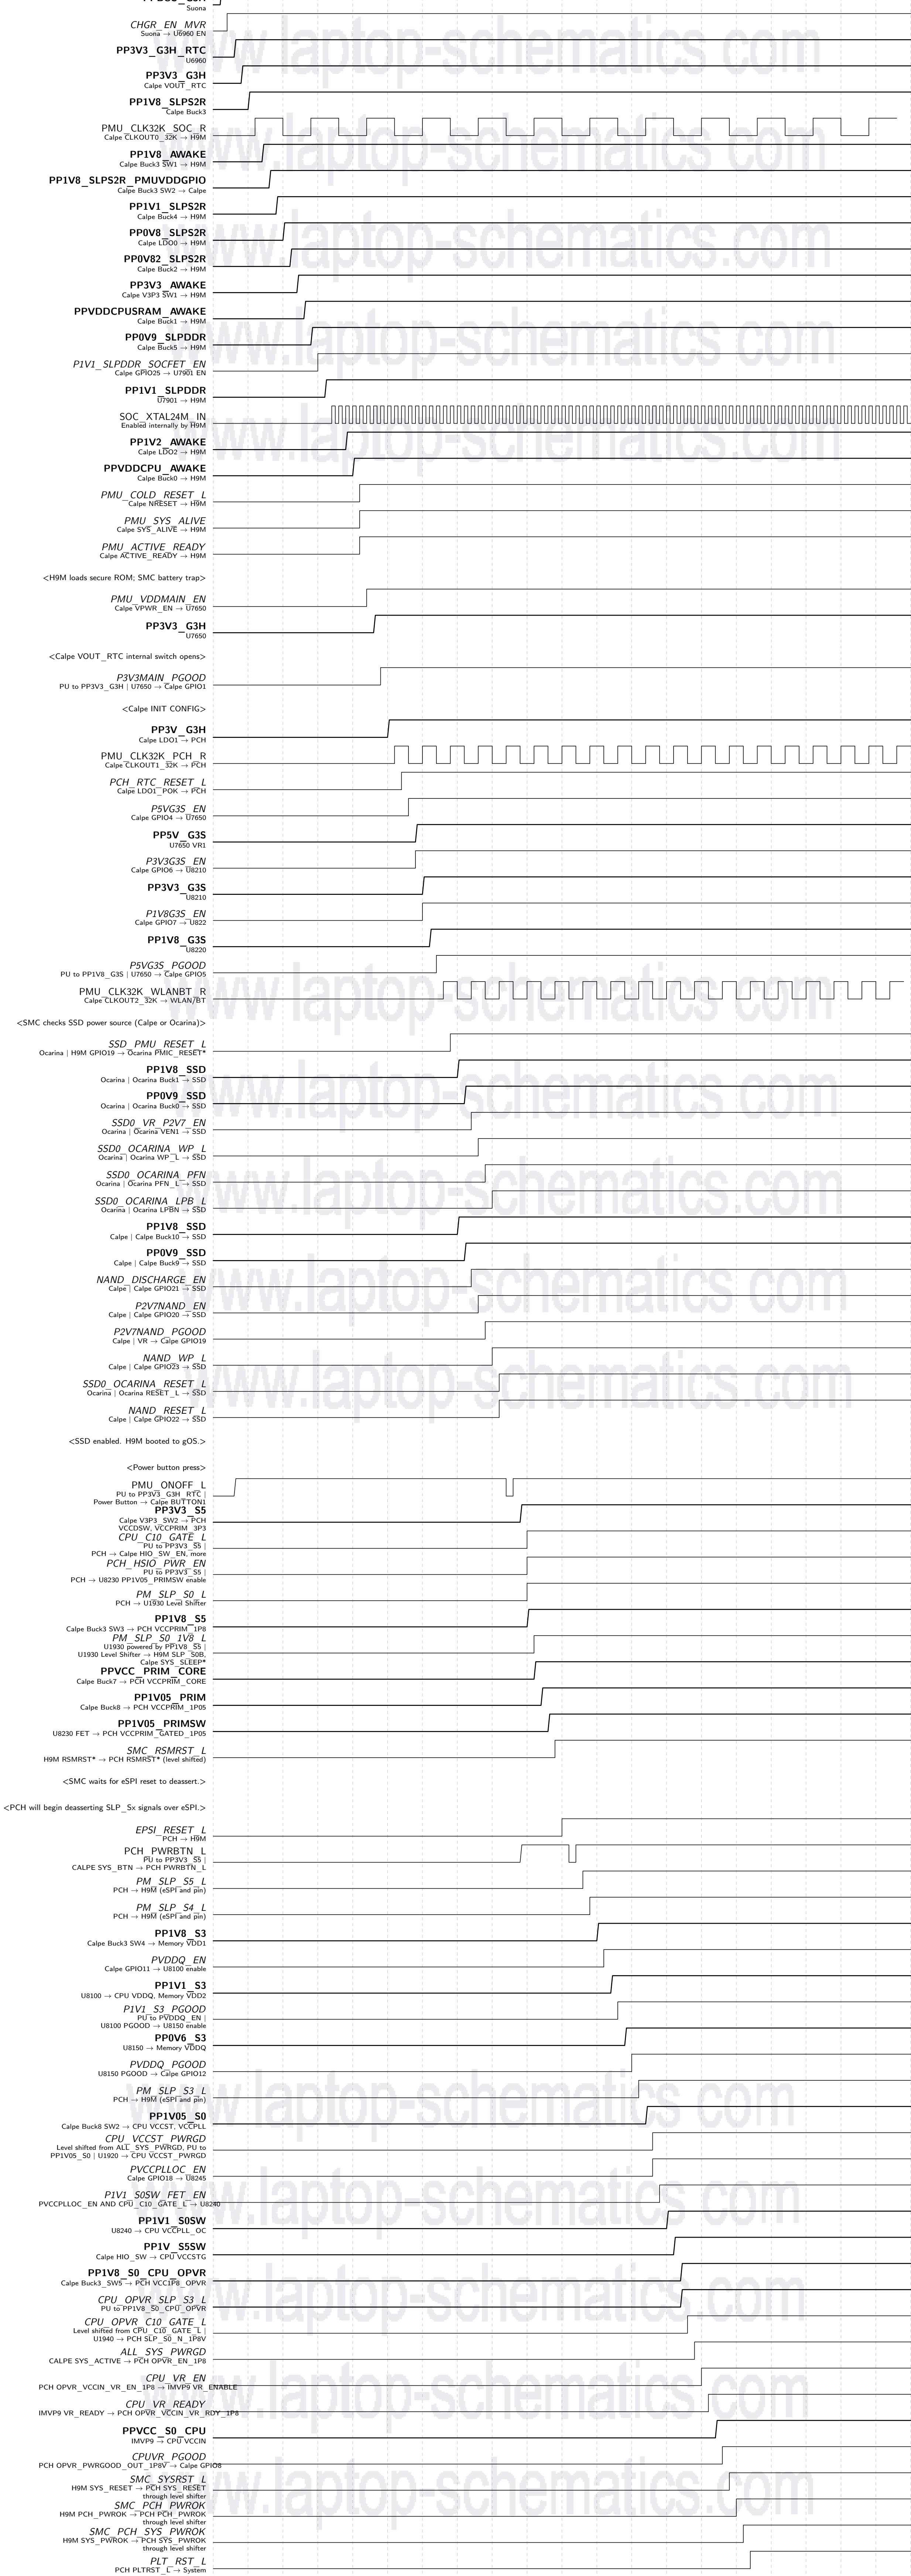 Suona
CHGR_EN_MVR
Suona → U6960 EN
PP3V3_G3H_RTC
U6960
PP3V3_G3H
Calpe VOUT_RTC
PP1V8_SLPS2R
Calpe Buck3
PMU_CLK32K_SOC_R
Calpe CLKOUT0_32K → H9M
PP1V8_AWAKE
Calpe Buck3 SW1 → H9M
PP1V8_SLPS2R_PMUVDDGPIO
Calpe Buck3 SW2 → Calpe
PP1V1_SLPS2R
Calpe Buck4 → H9M
PP0V8_SLPS2R
Calpe LDO0 → H9M
PP0V82_SLPS2R
Calpe Buck2 → H9M
PP3V3_AWAKE
Calpe V3P3 SW1 → H9M
PPVDDCPUSRAM_AWAKE
Calpe Buck1 → H9M
PP0V9_SLPDDR
Calpe Buck5 → H9M
P1V1_SLPDDR_SOCFET_EN
Calpe GPIO25 → U7901 EN
PP1V1_SLPDDR
U7901 → H9M
SOC_XTAL24M_IN
Enabled internally by H9M
PP1V2_AWAKE
Calpe LDO2 → H9M
PPVDDCPU_AWAKE
Calpe Buck0 → H9M
PMU_COLD_RESET_L
Calpe NRESET → H9M
PMU_SYS_ALIVE
Calpe SYS_ALIVE → H9M
PMU_ACTIVE_READY
Calpe ACTIVE_READY → H9M
<H9M loads secure ROM; SMC battery trap>
PMU_VDDMAIN_EN
Calpe VPWR_EN → U7650
PP3V3_G3H
U7650
<Calpe VOUT_RTC internal switch opens>
P3V3MAIN_PGOOD
PU to PP3V3_G3H | U7650 → Calpe GPIO1
<Calpe INIT CONFIG>
PP3V_G3H
Calpe LDO1 → PCH
PMU_CLK32K_PCH_R
Calpe CLKOUT1_32K → PCH
PCH_RTC_RESET_L
Calpe LDO1_POK → PCH
P5VG3S_EN
Calpe GPIO4 → U7650
PP5V_G3S
U7650 VR1
P3V3G3S_EN
Calpe GPIO6 → U8210
PP3V3_G3S
U8210
P1V8G3S_EN
Calpe GPIO7 → U822
PP1V8_G3S
U8220
P5VG3S_PGOOD
PU to PP1V8_G3S | U7650 → Calpe GPIO5
PMU_CLK32K_WLANBT_R
Calpe CLKOUT2_32K → WLAN/BT
<SMC checks SSD power source (Calpe or Ocarina)>
SSD_PMU_RESET_L
Ocarina | H9M GPIO19 → Ocarina PMIC_RESET*
PP1V8_SSD
Ocarina | Ocarina Buck1 → SSD
PP0V9_SSD
Ocarina | Ocarina Buck0 → SSD
SSD0_VR_P2V7_EN
Ocarina | Ocarina VEN1 → SSD
SSD0_OCARINA_WP_L
Ocarina | Ocarina WP_L → SSD
SSD0_OCARINA_PFN
Ocarina | Ocarina PFN_L → SSD
SSD0_OCARINA_LPB_L
Ocarina | Ocarina LPBN → SSD
PP1V8_SSD
Calpe | Calpe Buck10 → SSD
PP0V9_SSD
Calpe | Calpe Buck9 → SSD
NAND_DISCHARGE_EN
Calpe | Calpe GPIO21 → SSD
P2V7NAND_EN
Calpe | Calpe GPIO20 → SSD
P2V7NAND_PGOOD
Calpe | VR → Calpe GPIO19
NAND_WP_L
Calpe | Calpe GPIO23 → SSD
SSD0_OCARINA_RESET_L
Ocarina | Ocarina RESET_L → SSD
NAND_RESET_L
Calpe | Calpe GPIO22 → SSD
<SSD enabled. H9M booted to gOS.>
<Power button press>
PMU_ONOFF_L
PU to PP3V3_G3H_RTC |
Power Button → Calpe BUTTON1
PP3V3_S5
Calpe V3P3_SW2 → PCH
VCCDSW, VCCPRIM_3P3
CPU_C10_GATE_L
PU to PP3V3_S5 |
PCH → Calpe HIO_SW_EN, more
PCH_HSIO_PWR_EN
PU to PP3V3_S5 |
PCH → U8230 PP1V05_PRIMSW enable
PM_SLP_S0_L
PCH → U1930 Level Shifter
PP1V8_S5
Calpe Buck3 SW3 → PCH VCCPRIM_1P8
PM_SLP_S0_1V8_L
U1930 powered by PP1V8_S5 |
U1930 Level Shifter → H9M SLP_S0B,
Calpe SYS_SLEEP*
PPVCC_PRIM_CORE
Calpe Buck7 → PCH VCCPRIM_CORE
PP1V05_PRIM
Calpe Buck8 → PCH VCCPRIM_1P05
PP1V05_PRIMSW
U8230 FET → PCH VCCPRIM_GATED_1P05
SMC_RSMRST_L
H9M RSMRST* → PCH RSMRST* (level shifted)
<SMC waits for eSPI reset to deassert.>
<PCH will begin deasserting SLP_Sx signals over eSPI.>
EPSI_RESET_L
PCH → H9M
PCH_PWRBTN_L
PU to PP3V3_S5 |
CALPE SYS_BTN → PCH PWRBTN_L
PM_SLP_S5_L
PCH → H9M (eSPI and pin)
PM_SLP_S4_L
PCH → H9M (eSPI and pin)
PP1V8_S3
Calpe Buck3 SW4 → Memory VDD1
PVDDQ_EN
Calpe GPIO11 → U8100 enable
PP1V1_S3
U8100 → CPU VDDQ, Memory VDD2
P1V1_S3_PGOOD
PU to PVDDQ_EN |
U8100 PGOOD → U8150 enable
PP0V6_S3
U8150 → Memory VDDQ
PVDDQ_PGOOD
U8150 PGOOD → Calpe GPIO12
PM_SLP_S3_L
PCH → H9M (eSPI and pin)
PP1V05_S0
Calpe Buck8 SW2 → CPU VCCST, VCCPLL
CPU_VCCST_PWRGD
Level shifted from ALL_SYS_PWRGD, PU to
PP1V05_S0 | U1920 → CPU VCCST_PWRGD
PVCCPLLOC_EN
Calpe GPIO18 → U8245
P1V1_S0SW_FET_EN
PVCCPLLOC_EN AND CPU_C10_GATE_L → U8240
PP1V1_S0SW
U8240 → CPU VCCPLL_OC
PP1V_S5SW
Calpe HIO_SW → CPU VCCSTG
PP1V8_S0_CPU_OPVR
Calpe Buck3_SW5 → PCH VCC1P8_OPVR
CPU_OPVR_SLP_S3_L
PU to PP1V8_S0_CPU_OPVR
CPU_OPVR_C10_GATE_L
Level shifted from CPU_C10_GATE_L |
U1940 → PCH SLP_S0_N_1P8V
ALL_SYS_PWRGD
CALPE SYS_ACTIVE → PCH OPVR_EN_1P8
CPU_VR_EN
PCH OPVR_VCCIN_VR_EN_1P8 → IMVP9 VR_ENABLE
CPU_VR_READY
IMVP9 VR_READY → PCH OPVR_VCCIN_VR_RDY_1P8
PPVCC_S0_CPU
IMVP9 → CPU VCCIN
CPUVR_PGOOD
PCH OPVR_PWRGOOD_OUT_1P8V → Calpe GPIO8
SMC_SYSRST_L
H9M SYS_RESET → PCH SYS_RESET
through level shifter
SMC_PCH_PWROK
H9M PCH_PWROK → PCH PCH_PWROK
through level shifter
SMC_PCH_SYS_PWROK
H9M SYS_PWROK → PCH SYS_PWROK
through level shifter
PLT_RST_L
PCH PLTRST_L → System
www.laptop-schematics.com